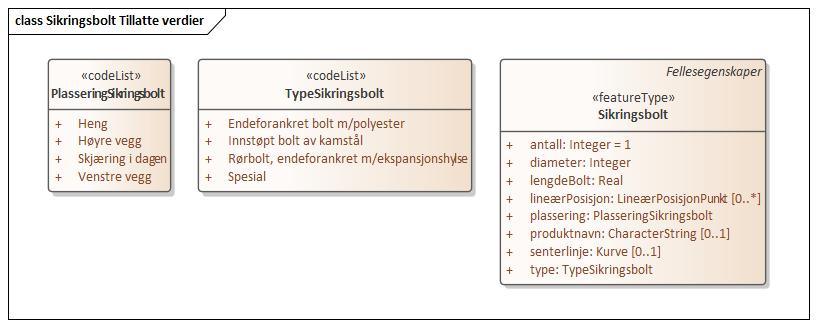 class Sikringsbolt Tillatte verdier
«codeList»
PlasseringSikringsbolt
+ Heng
+ Høyre vegg
+ Skjæring i dagen
+ Venstre vegg
«codeList»
TypeSikringsbolt
+ Endeforankret bolt m/polyester
+ Innstøpt bolt av kamstål
+ Rørbolt, endeforankret m/ekspansjonshylse
+ Spesial
Fellesegenskaper
«featureType»
Sikringsbolt
+ antall: Integer = 1
+ diameter: Integer
+ lengdeBolt: Real
+ lineærPosisjon: LineærPosisjonPunkt [0..*]
+ plassering: PlasseringSikringsbolt
+ produktnavn: CharacterString [0..1]
+ senterlinje: Kurve [0..1]
+ type: TypeSikringsbolt